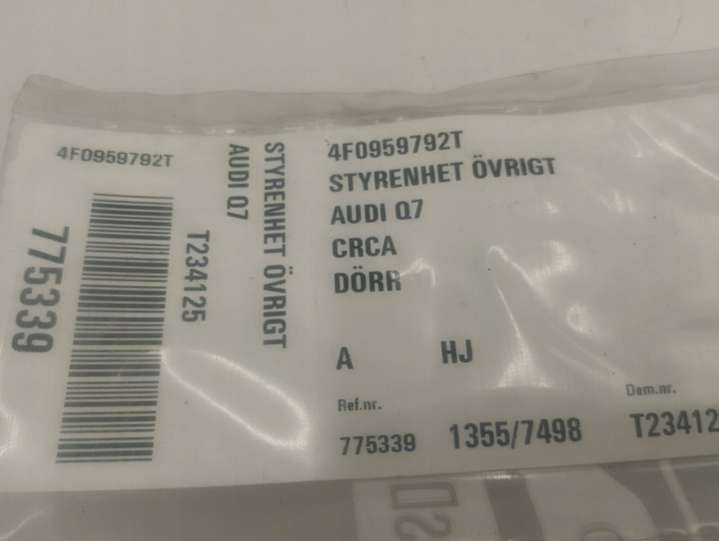 4F0959792T
775339
T234125
STYRENHET ÖVRIGT
AUDI Q7
4F0959792T
STYRENHET ÖVRIGT
AUDI Q7
CRCA
DÖRR
A HJ
Ref.nr. Dem.nr.
775339 1355/7498 T23412